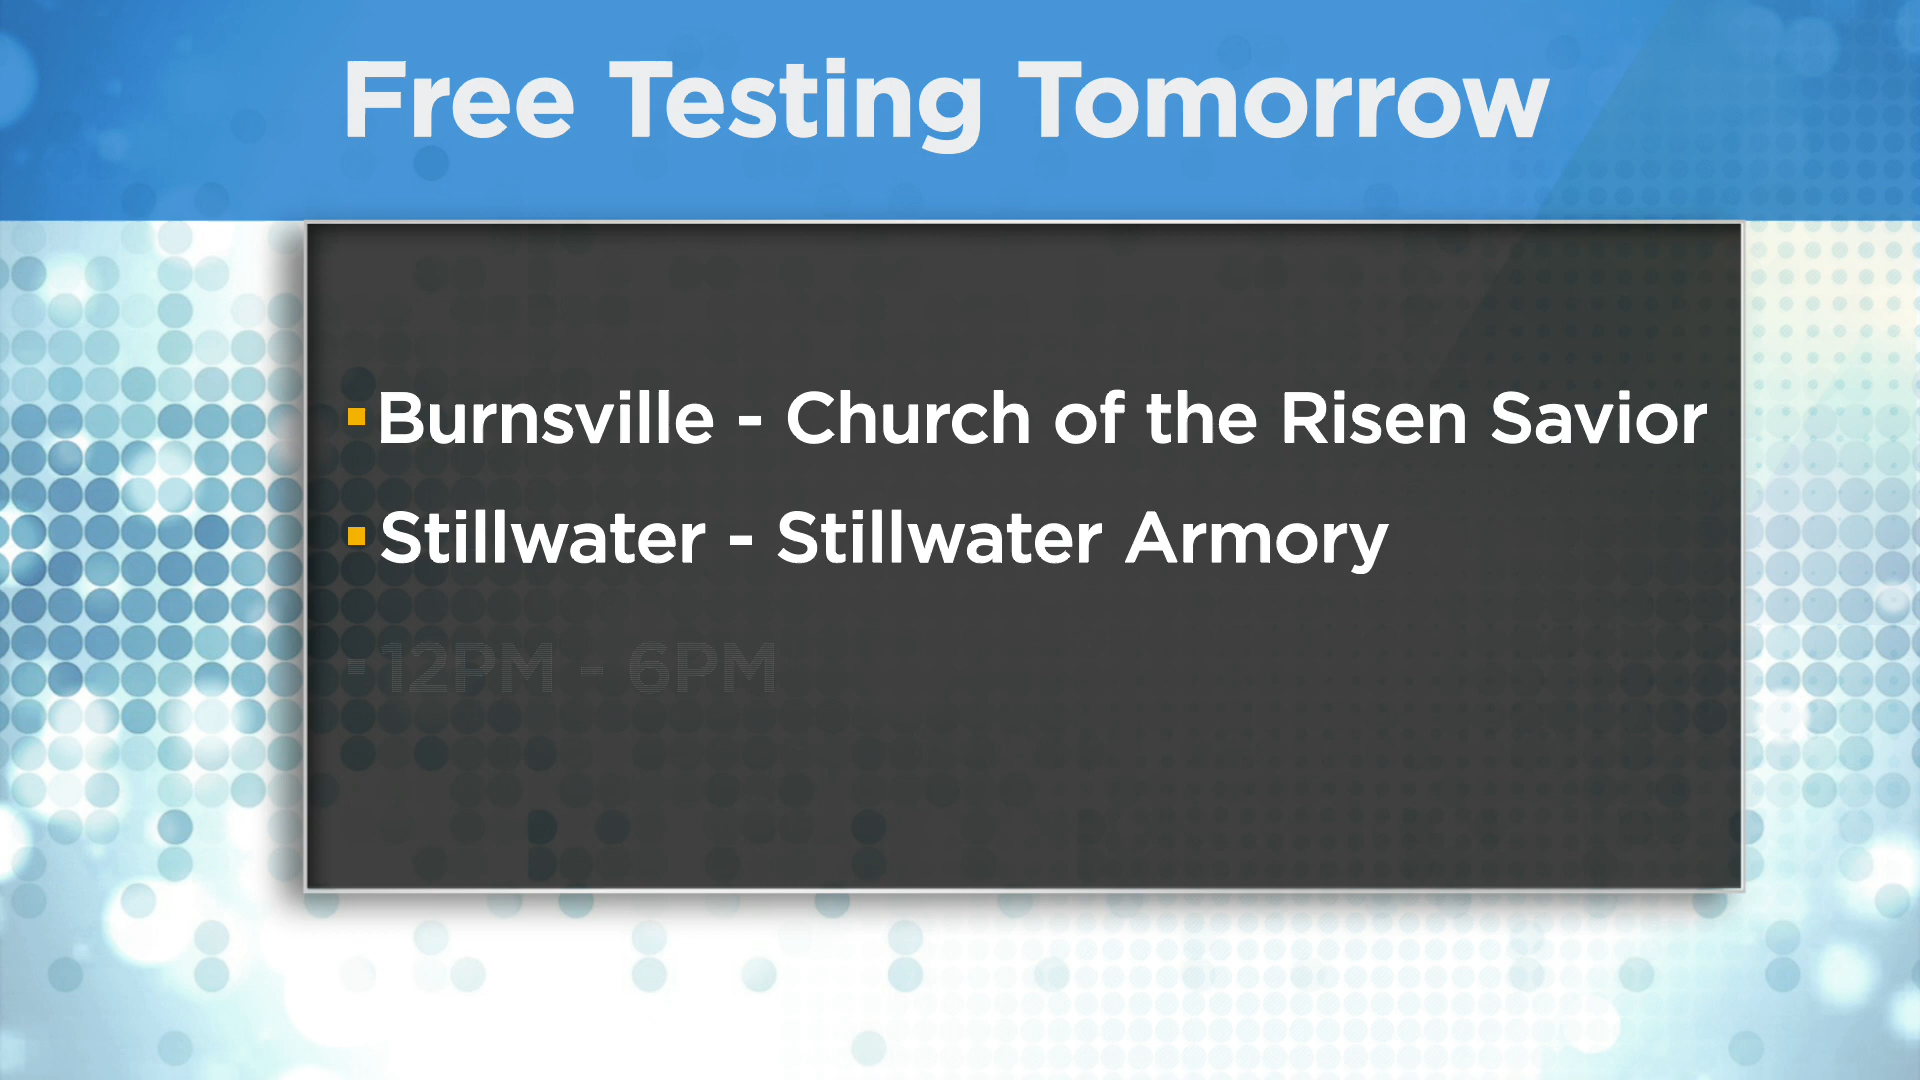 Free Testing Tomorrow
Burnsville - Church of the Risen Savior
Stillwater - Stillwater Armory
12PM - 6PM